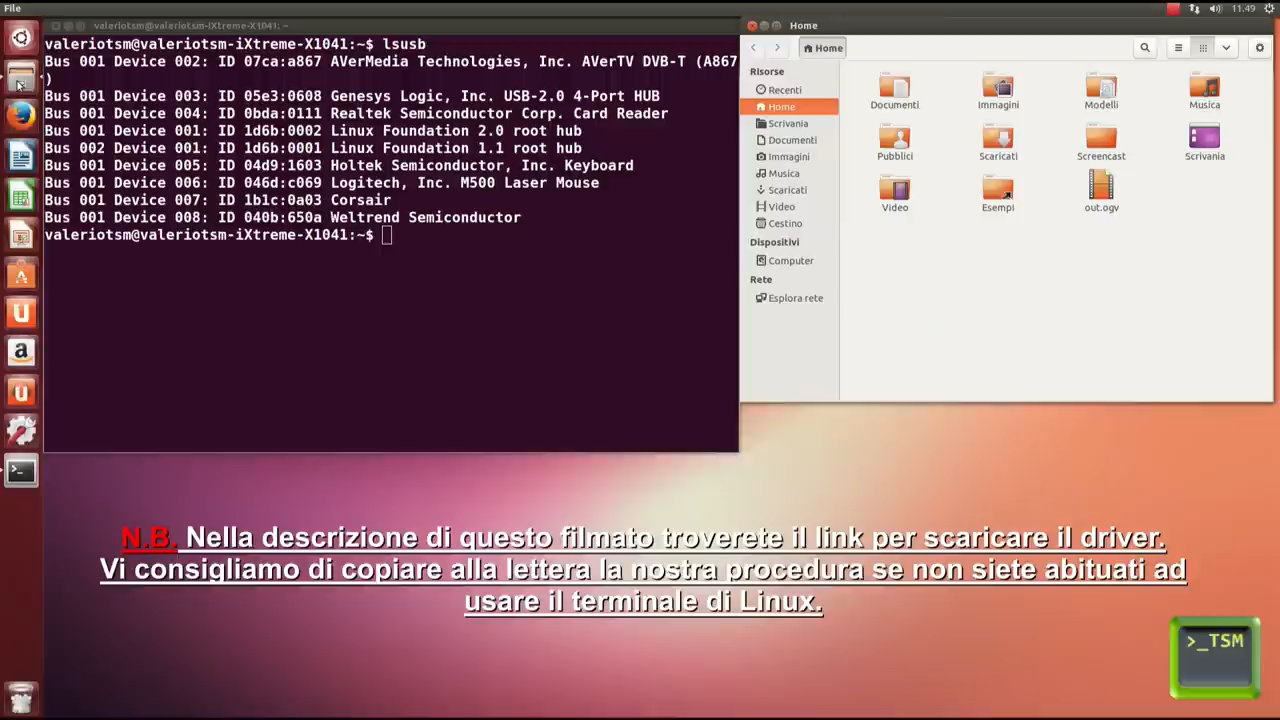 File
11.49
valeriotsm@valeriotsm-iXtreme-X1041: ~
valeriotsm@valeriotsm-iXtreme-X1041:~$ lsusb
Bus 001 Device 002: ID 07ca:a867 AVerMedia Technologies, Inc. AVerTV DVB-T (A867
)
Bus 001 Device 003: ID 05e3:0608 Genesys Logic, Inc. USB-2.0 4-Port HUB
Bus 001 Device 004: ID 0bda:0111 Realtek Semiconductor Corp. Card Reader
Bus 001 Device 001: ID 1d6b:0002 Linux Foundation 2.0 root hub
Bus 002 Device 001: ID 1d6b:0001 Linux Foundation 1.1 root hub
Bus 001 Device 005: ID 04d9:1603 Holtek Semiconductor, Inc. Keyboard
Bus 001 Device 006: ID 046d:c069 Logitech, Inc. M500 Laser Mouse
Bus 001 Device 007: ID 1b1c:0a03 Corsair
Bus 001 Device 008: ID 040b:650a Weltrend Semiconductor
valeriotsm@valeriotsm-iXtreme-X1041:~$
Home
Home
Risorse
Recenti
Home
Scrivania
Documenti
Immagini
Musica
Scaricati
Video
Cestino
Dispositivi
Computer
Rete
Esplora rete
Documenti
Immagini
Modelli
Musica
Pubblici
Scaricati
Screencast
Scrivania
Video
Esempi
out.ogv
N.B. Nella descrizione di questo filmato troverete il link per scaricare il driver.
Vi consigliamo di copiare alla lettera la nostra procedura se non siete abituati ad
usare il terminale di Linux.
>_TSM